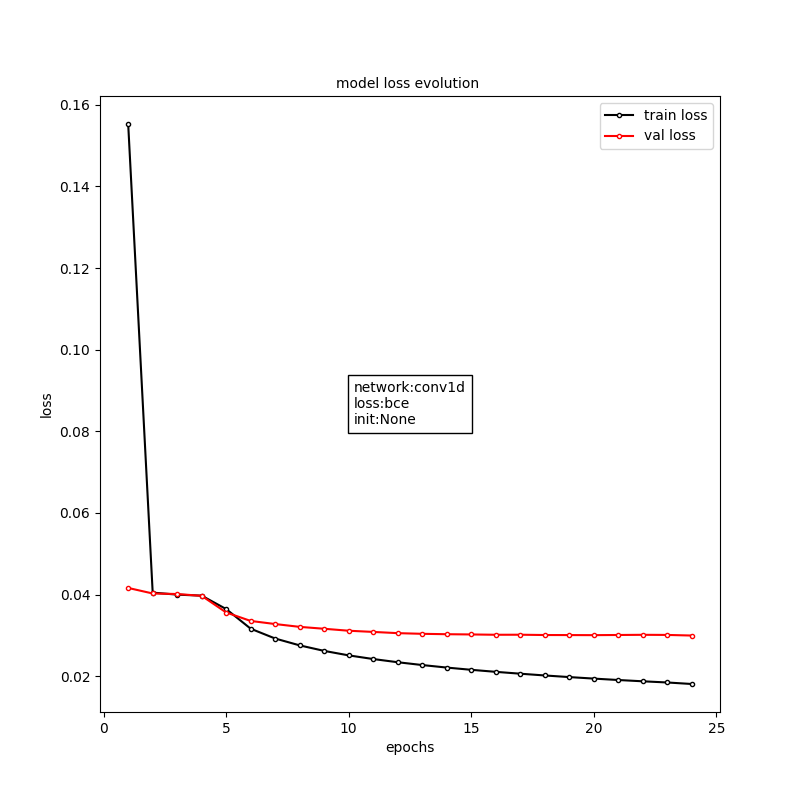 model loss evolution
train loss
val loss
0.16
0.14
0.12
0.10
0.08
0.06
0.04
0.02
loss
network:conv1d
loss:bce
init:None
0 5 10 15 20 25
epochs